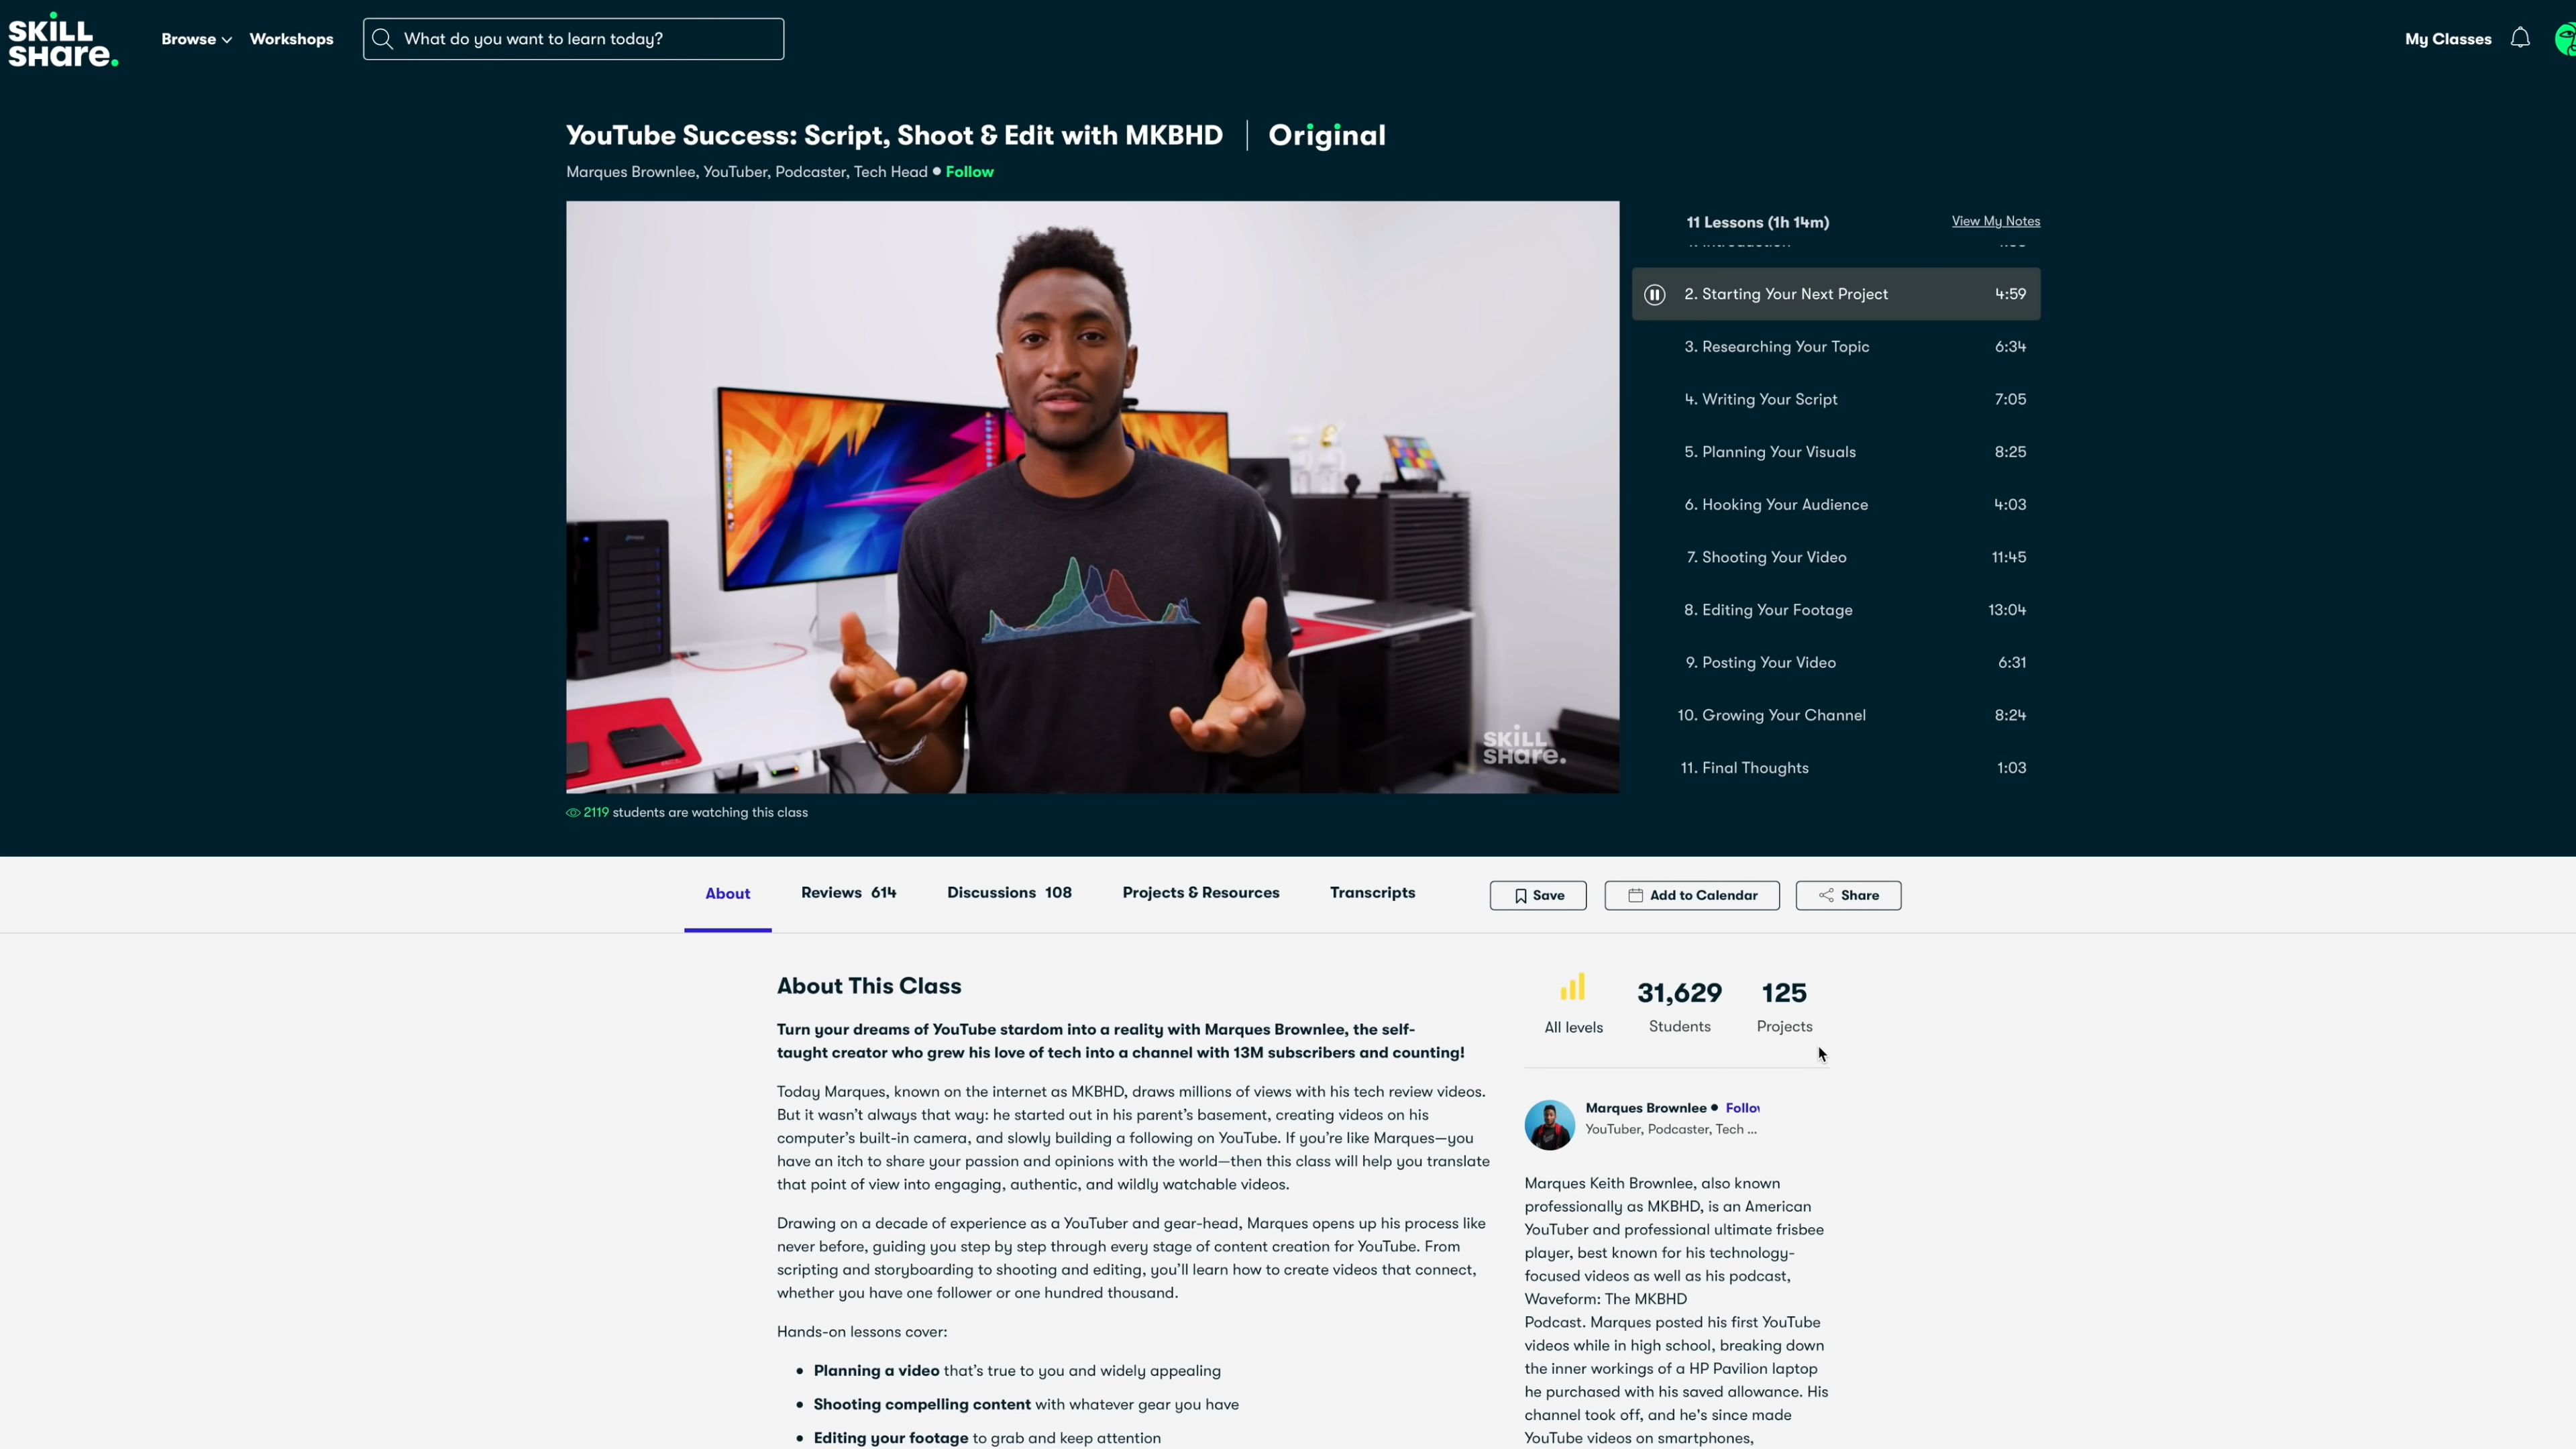 SKILL
SHare.
Browse
Workshops
What do you want to learn today?
My Classes
YouTube Success: Script, Shoot & Edit with MKBHD
Original
Marques Brownlee, YouTuber, Podcaster, Tech Head • Follow
11 Lessons (1h 14m)
View My Notes
2. Starting Your Next Project 4:59
3. Researching Your Topic 6:34
4. Writing Your Script 7:05
5. Planning Your Visuals 8:25
6. Hooking Your Audience 4:03
7. Shooting Your Video 11:45
8. Editing Your Footage 13:04
9. Posting Your Video 6:31
10. Growing Your Channel 8:24
11. Final Thoughts 1:03
SKILL
SHare.
2119 students are watching this class
About
Reviews 614
Discussions 108
Projects & Resources
Transcripts
Save
Add to Calendar
Share
About This Class
Turn your dreams of YouTube stardom into a reality with Marques Brownlee, the self-
taught creator who grew his love of tech into a channel with 13M subscribers and counting!
Today Marques, known on the internet as MKBHD, draws millions of views with his tech review videos.
But it wasn't always that way: he started out in his parent's basement, creating videos on his
computer's built-in camera, and slowly building a following on YouTube. If you're like Marques—you
have an itch to share your passion and opinions with the world—then this class will help you translate
that point of view into engaging, authentic, and wildly watchable videos.
Drawing on a decade of experience as a YouTuber and gear-head, Marques opens up his process like
never before, guiding you step by step through every stage of content creation for YouTube. From
scripting and storyboarding to shooting and editing, you'll learn how to create videos that connect,
whether you have one follower or one hundred thousand.
Hands-on lessons cover:
• Planning a video that's true to you and widely appealing
• Shooting compelling content with whatever gear you have
• Editing your footage to grab and keep attention
All levels
31,629
Students
125
Projects
Marques Brownlee •
YouTuber, Podcaster, Tech ...
Marques Keith Brownlee, also known
professionally as MKBHD, is an American
YouTuber and professional ultimate frisbee
player, best known for his technology-
focused videos as well as his podcast,
Waveform: The MKBHD
Podcast. Marques posted his first YouTube
videos while in high school, breaking down
the inner workings of a HP Pavilion laptop
he purchased with his saved allowance. His
channel took off, and he's since made
YouTube videos on smartphones,